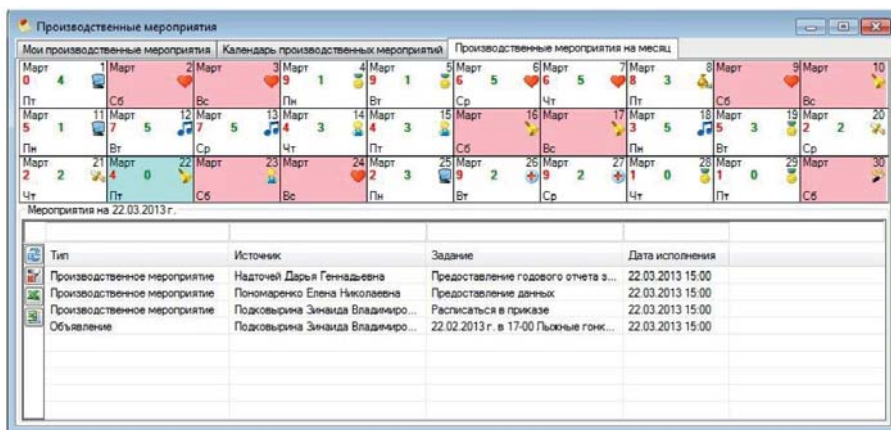 Производственные мероприятия
Мои производственные мероприятия Календарь производственных мероприятий Производственные мероприятия на месяц
Март 1 Март 2 Март 3 Март 4 Март 5 Март 6 Март 7 Март 8 Март 9 Март 10
0 4 9 1 9 1 6 5 6 5 8 3
Пт Сб Вс Пн Вт Ср Чт Пт Сб Вс
Март 11 Март 12 Март 13 Март 14 Март 15 Март 16 Март 17 Март 18 Март 19 Март 20
5 1 7 5 7 5 4 3 4 3 3 5 5 3 2 2
Пн Вт Ср Чт Пт Сб Вс Пн Вт Ср
Март 21 Март 22 Март 23 Март 24 Март 25 Март 26 Март 27 Март 28 Март 29 Март 30
2 2 4 0 2 3 9 2 9 2 1 0 1 0
Чт Пт Сб Вс Пн Вт Ср Чт Пт Сб
Мероприятия на 22.03.2013 г.
Тип Источник Задание Дата исполнения
Производственное мероприятие Надточей Дарья Геннадьевна Предоставление годового отчета з... 22.03.2013 15:00
Производственное мероприятие Пономаренко Елена Николаевна Предоставление данных 22.03.2013 15:00
Производственное мероприятие Подковырина Зинаида Владимиро... Расписаться в приказе 22.03.2013 15:00
Объявление Подковырина Зинаида Владимиро... 22.02.2013 г. в 17-00 Лыжные гонк... 22.03.2013 15:00